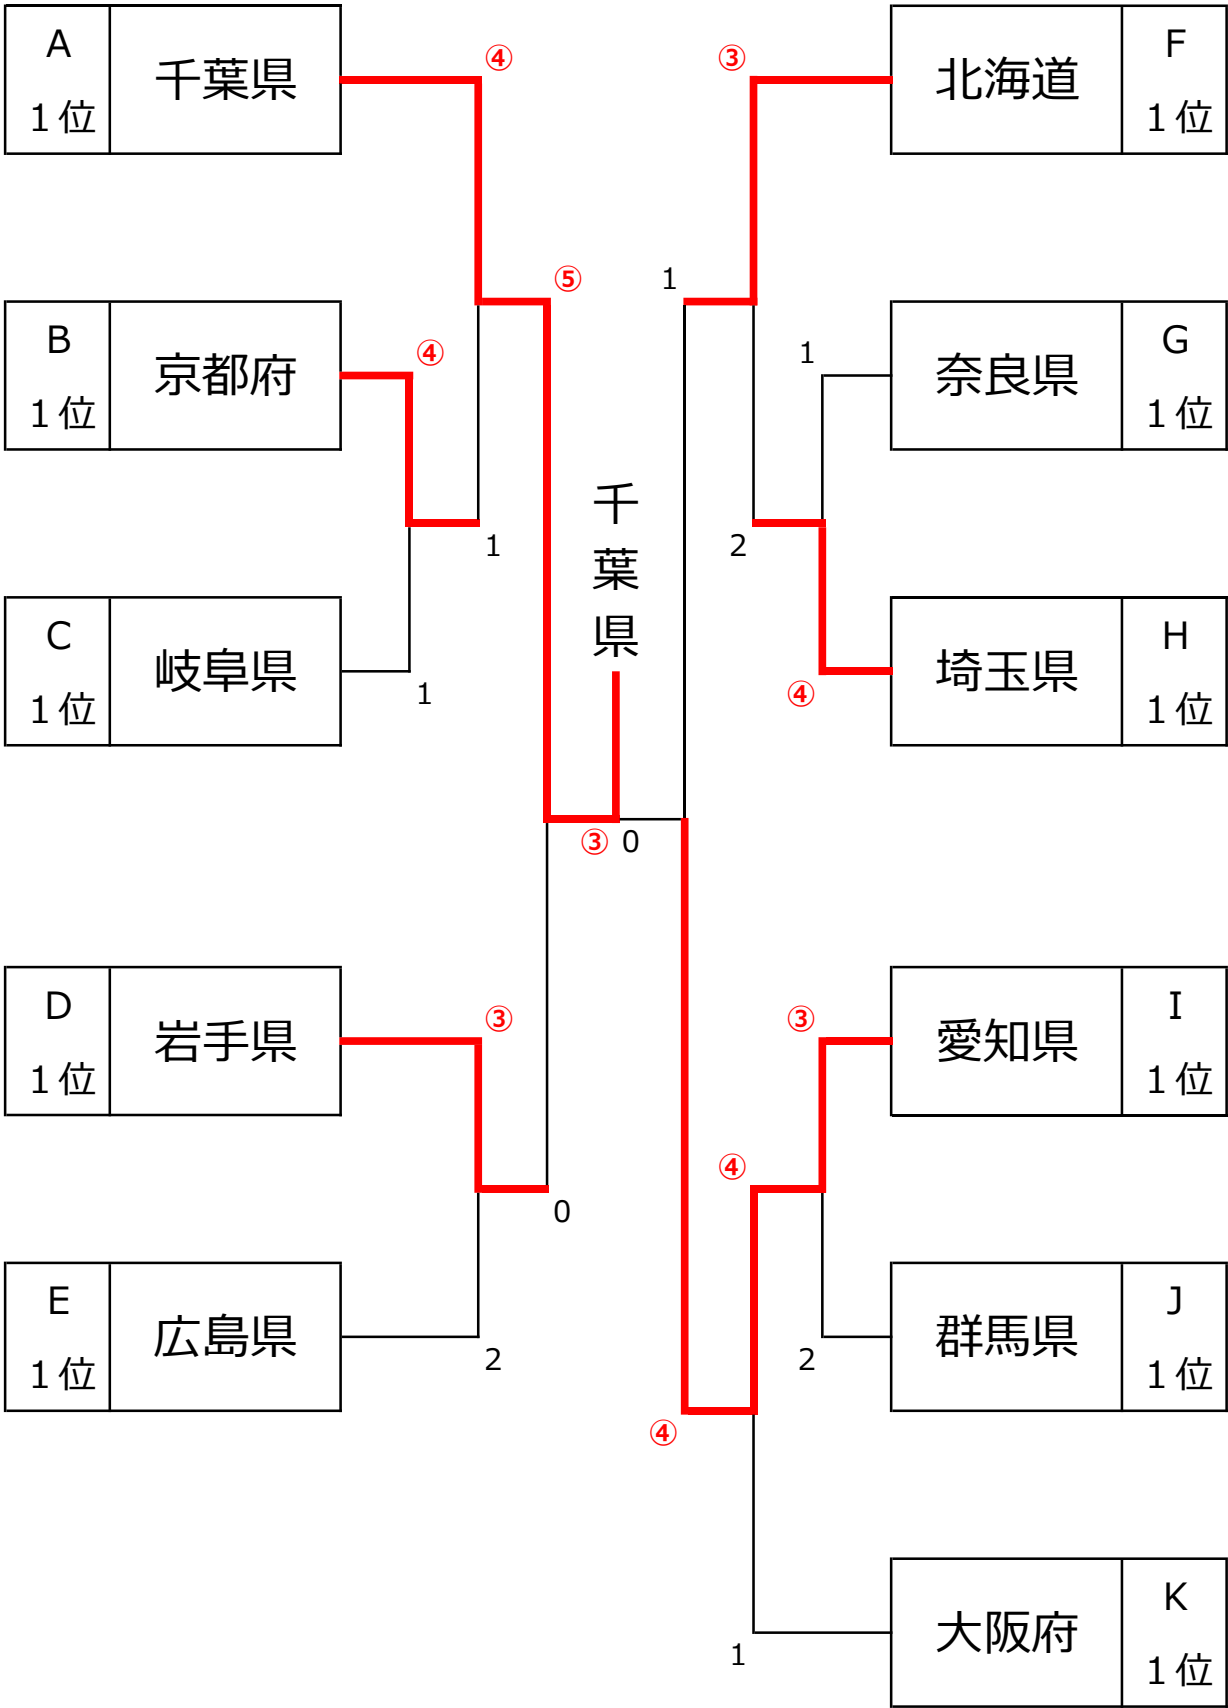 A
1位
千葉県
④
B
1位
京都府
④
1
C
1位
岐阜県
1
⑤
D
1位
岩手県
③
0
E
1位
広島県
2
千葉県
③ 0
③
北海道
F
1位
1
1
奈良県
G
1位
2
④
埼玉県
H
1位
③
愛知県
I
1位
④
2
群馬県
J
1位
④
1
大阪府
K
1位